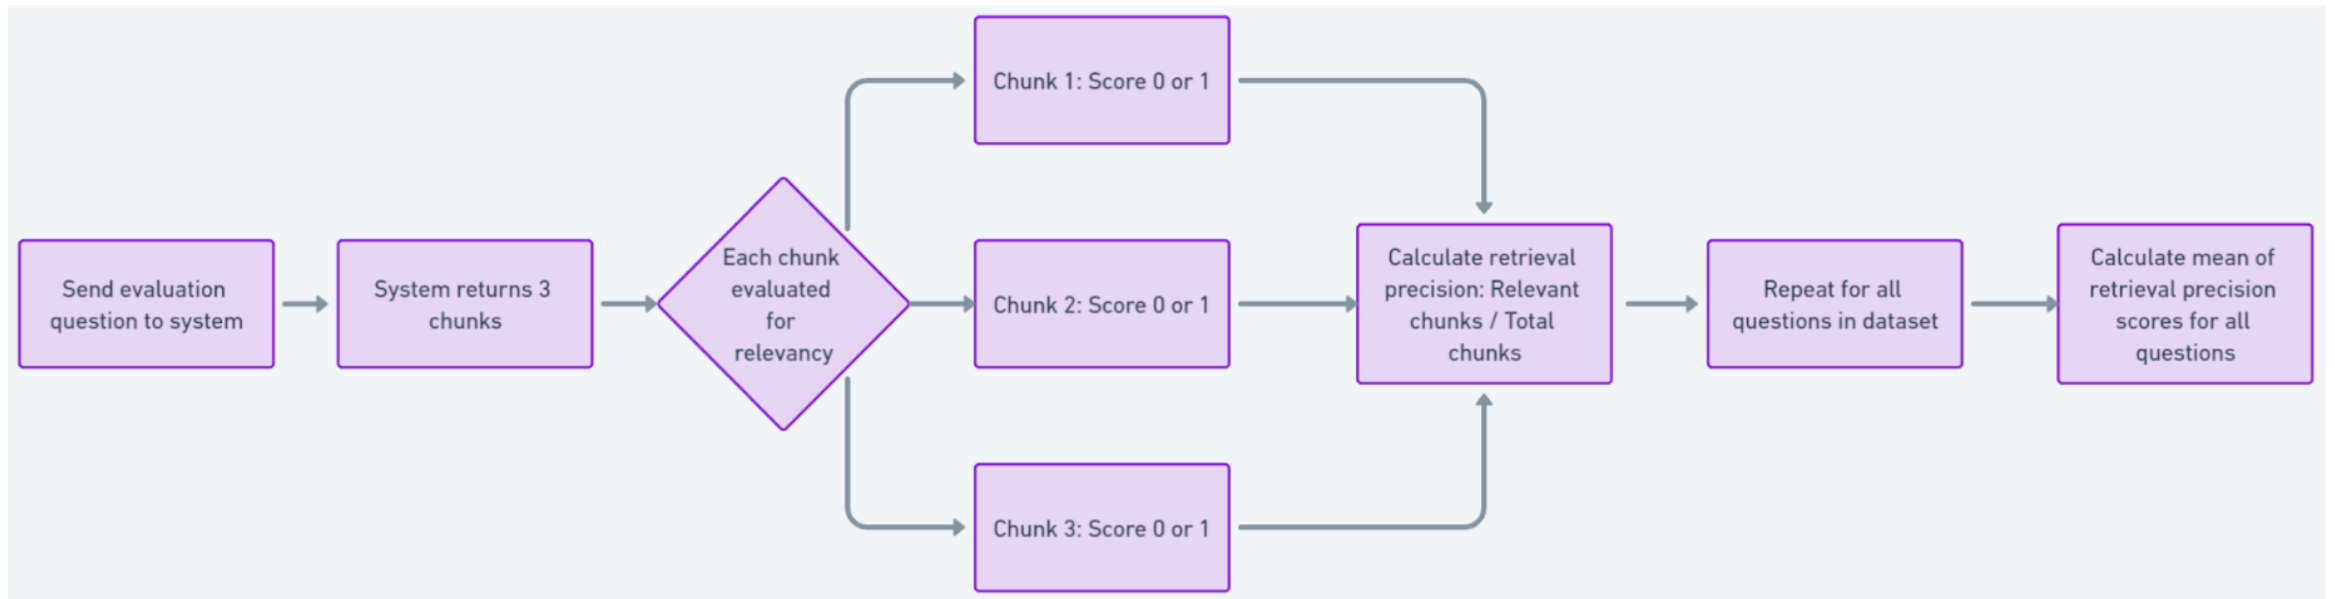 Send evaluation
question to system
System returns 3
chunks
Each chunk
evaluated
for
relevancy
Chunk 1: Score 0 or 1
Chunk 2: Score 0 or 1
Chunk 3: Score 0 or 1
Calculate retrieval
precision: Relevant
chunks / Total
chunks
Repeat for all
questions in dataset
Calculate mean of
retrieval precision
scores for all
questions